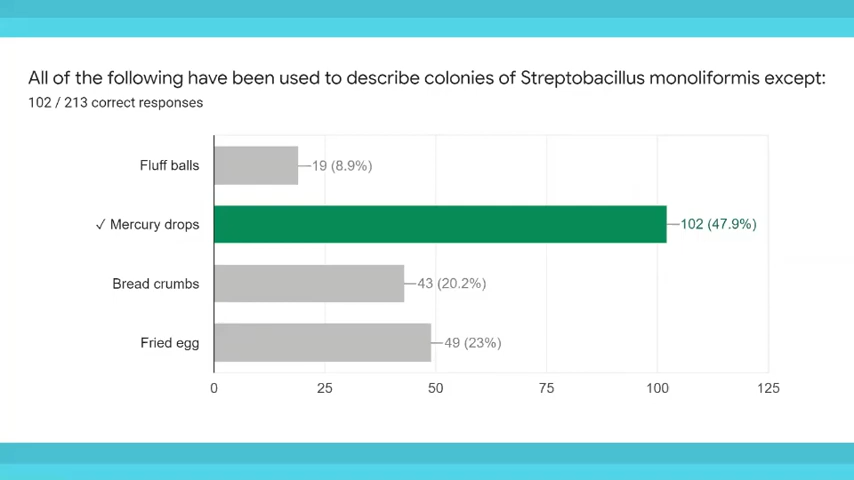 All of the following have been used to describe colonies of Streptobacillus monoliformis except:
102 / 213 correct responses
Fluff balls 19 (8.9%)
✓ Mercury drops 102 (47.9%)
Bread crumbs 43 (20.2%)
Fried egg 49 (23%)
0 25 50 75 100 125